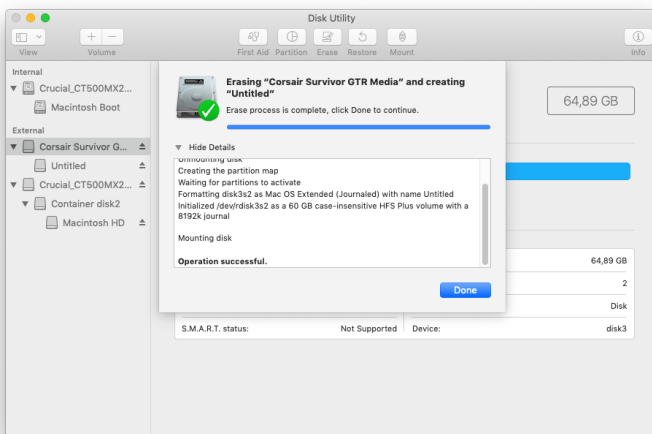 Disk Utility
View
Volume
First Aid
Partition
Erase
Restore
Mount
Info
Internal
Crucial_CT500MX2...
Macintosh Boot
External
Corsair Survivor G...
Untitled
Crucial_CT500MX2...
Container disk2
Macintosh HD
Erasing “Corsair Survivor GTR Media” and creating
“Untitled”
Erase process is complete, click Done to continue.
Hide Details
Unmounting disk
Creating the partition map
Waiting for partitions to activate
Formatting disk3s2 as Mac OS Extended (Journaled) with name Untitled
Initialized /dev/rdisk3s2 as a 60 GB case-insensitive HFS Plus volume with a
8192k journal
Mounting disk
Operation successful.
Done
64,89 GB
64,89 GB
2
Disk
S.M.A.R.T. status:
Not Supported
Device:
disk3